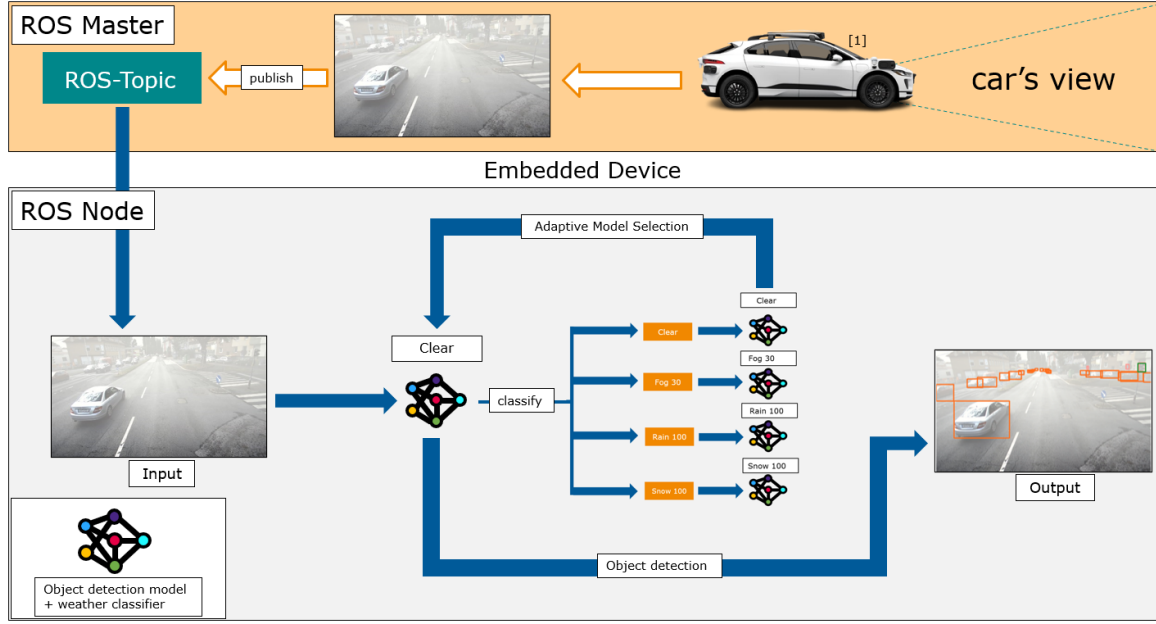 ROS Master
ROS-Topic
publish
[1]
car's view
Embedded Device
ROS Node
Adaptive Model Selection
Clear
Clear
Clear
Fog 30
Fog 30
classify
Rain 100
Rain 100
Snow 100
Snow 100
Input
Output
Object detection
Object detection model
+ weather classifier